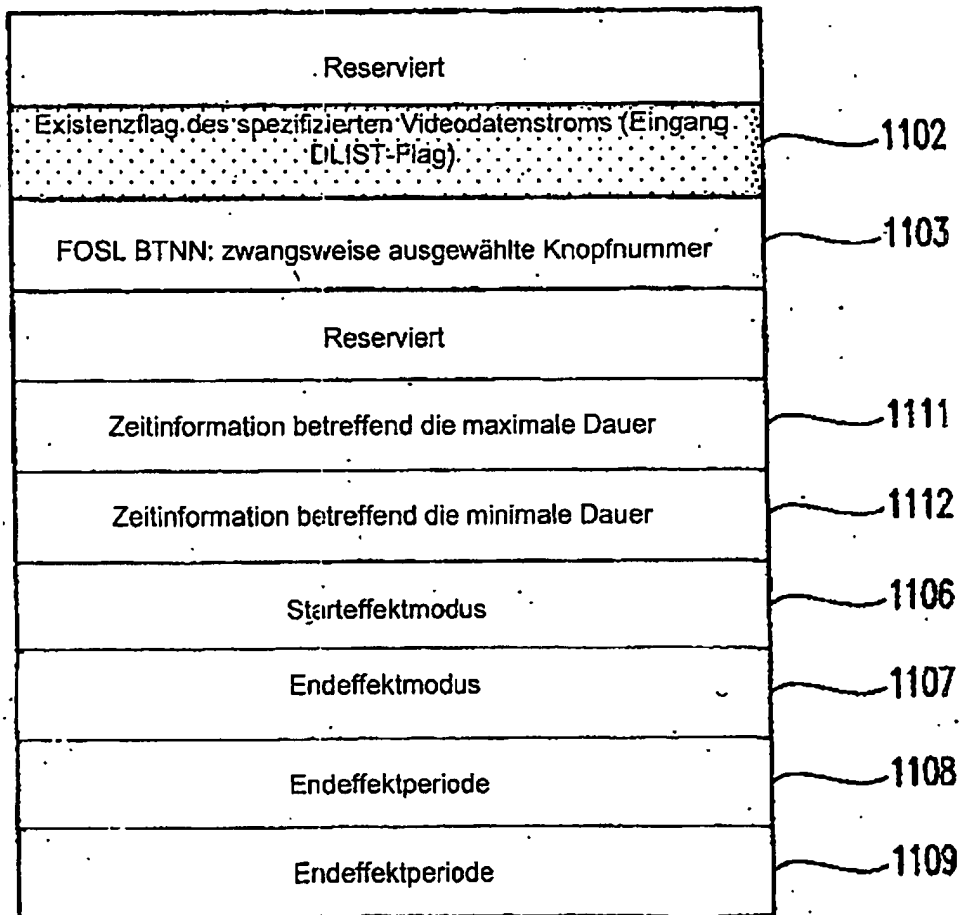 Reserviert
Existenzflag des spezifizierten Videodatenstroms (Eingang
DLIST-Flag)
1102
FOSL BTNN: zwangsweise ausgewählte Knopfnummer
1103
Reserviert
Zeitinformation betreffend die maximale Dauer
1111
Zeitinformation betreffend die minimale Dauer
1112
Starteffektmodus
1106
Endeffektmodus
1107
Endeffektperiode
1108
Endeffektperiode
1109